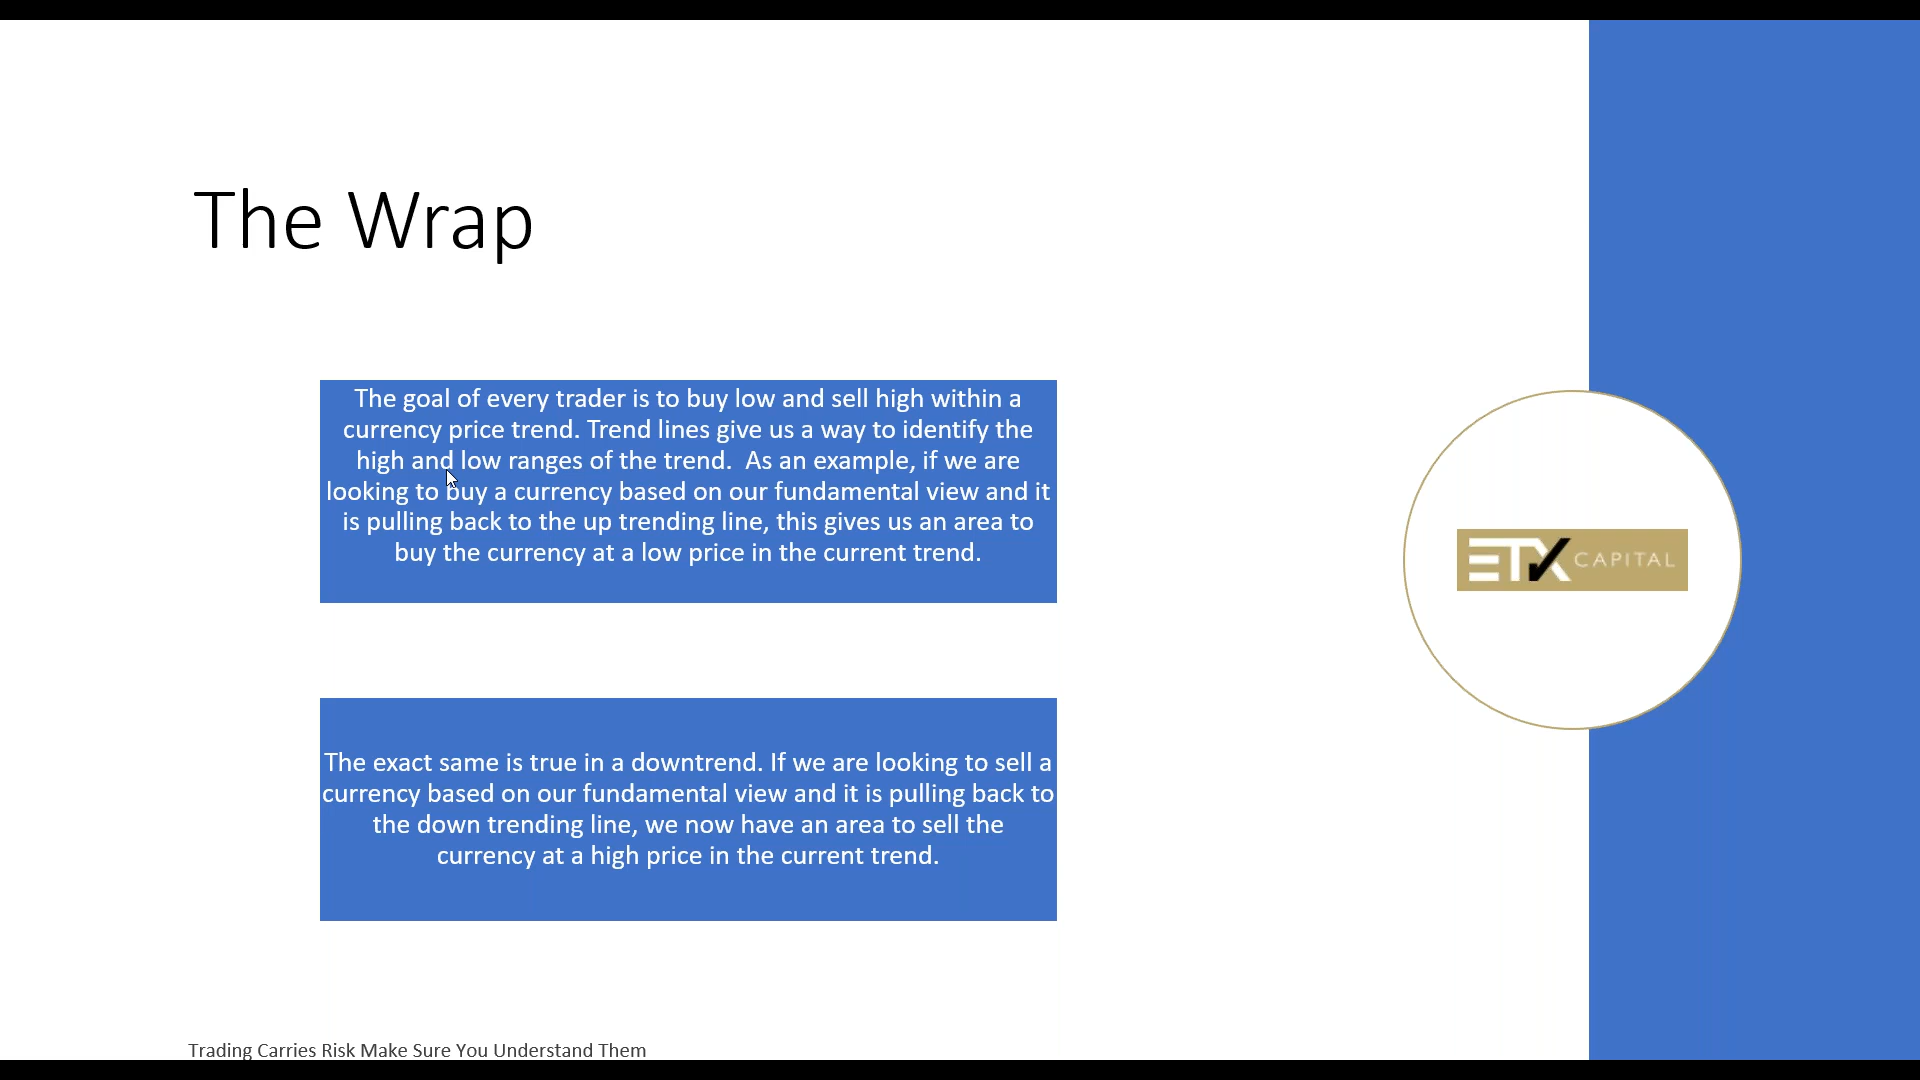 The Wrap
The goal of every trader is to buy low and sell high within a
currency price trend. Trend lines give us a way to identify the
high and low ranges of the trend.  As an example, if we are
looking to buy a currency based on our fundamental view and it
is pulling back to the up trending line, this gives us an area to
buy the currency at a low price in the current trend.
ETX CAPITAL
The exact same is true in a downtrend. If we are looking to sell a
currency based on our fundamental view and it is pulling back to
the down trending line, we now have an area to sell the
currency at a high price in the current trend.
Trading Carries Risk Make Sure You Understand Them